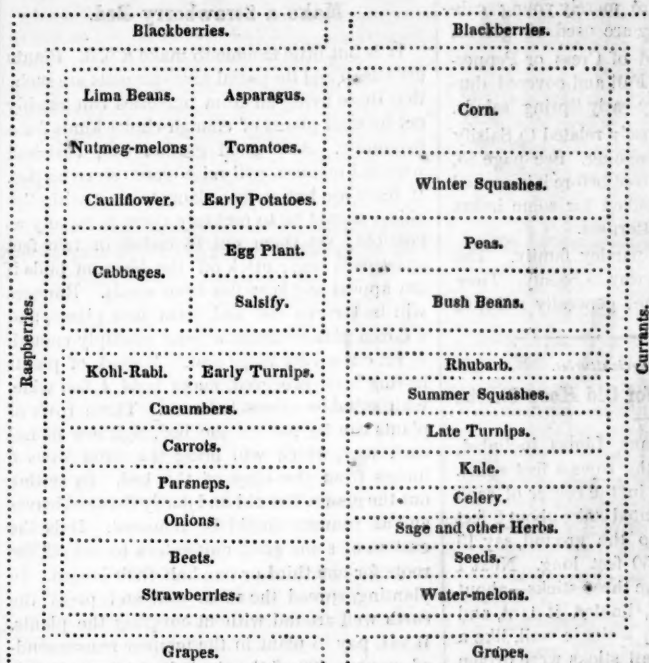 Blackberries. Blackberries.
Lima Beans. Asparagus. Corn.
Nutmeg-melons Tomatoes.
Winter Squashes.
Cauliflower. Early Potatoes.
Egg Plant. Peas.
Cabbages.
Salsify. Bush Beans.
Raspberries.
Currants.
Kohl-Rabi. Early Turnips. Rhubarb.
Cucumbers. Summer Squashes.
Carrots. Late Turnips.
Parsneps. Kale.
Celery.
Onions. Sage and other Herbs.
Beets. Seeds.
Strawberries. Water-melons.
Grapes. Grapes.